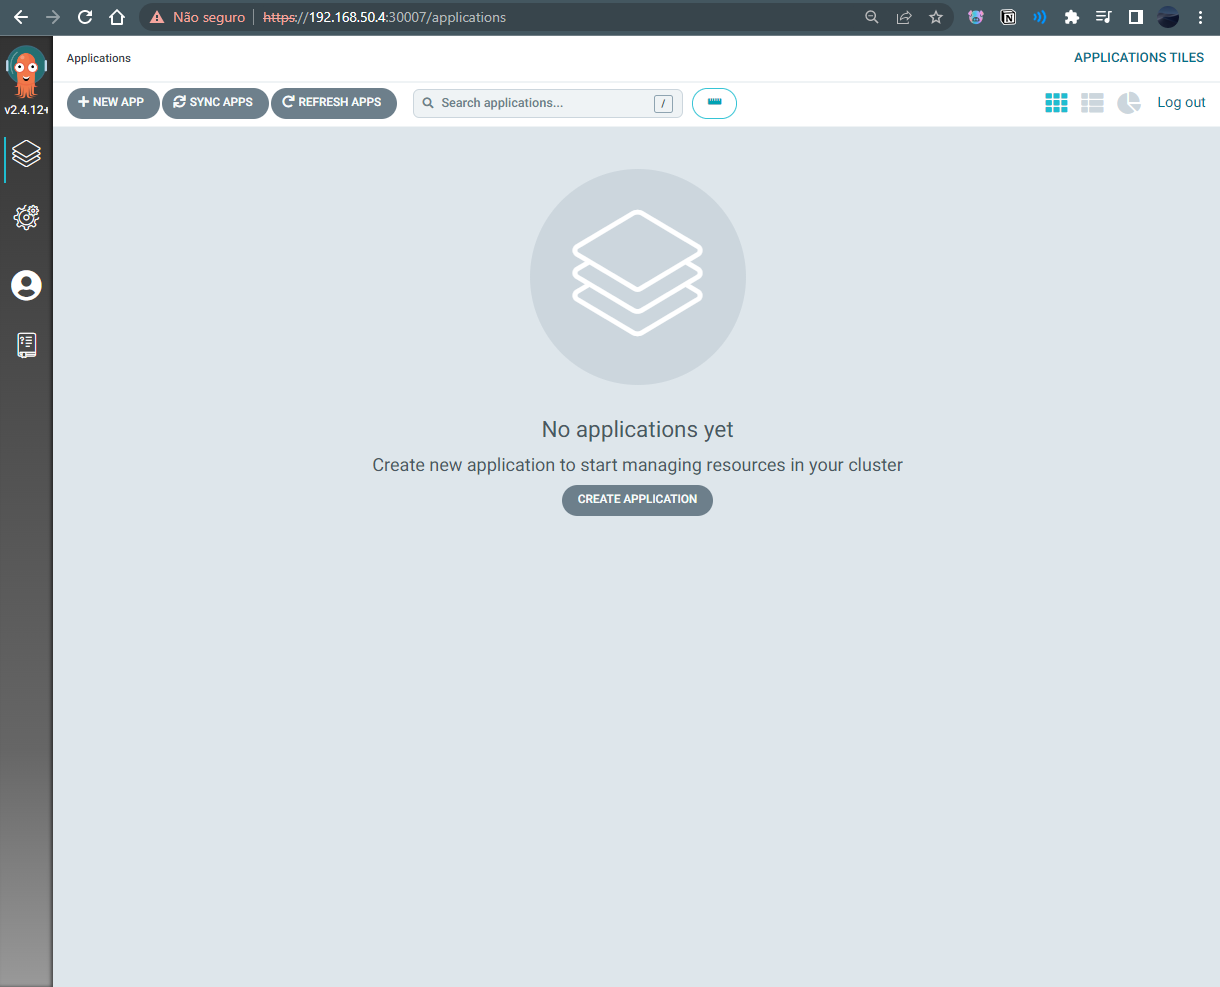 Não seguro https://192.168.50.4:30007/applications
Applications
APPLICATIONS TILES
v2.4.12+
NEW APP
SYNC APPS
REFRESH APPS
Search applications...
/
Log out
No applications yet
Create new application to start managing resources in your cluster
CREATE APPLICATION